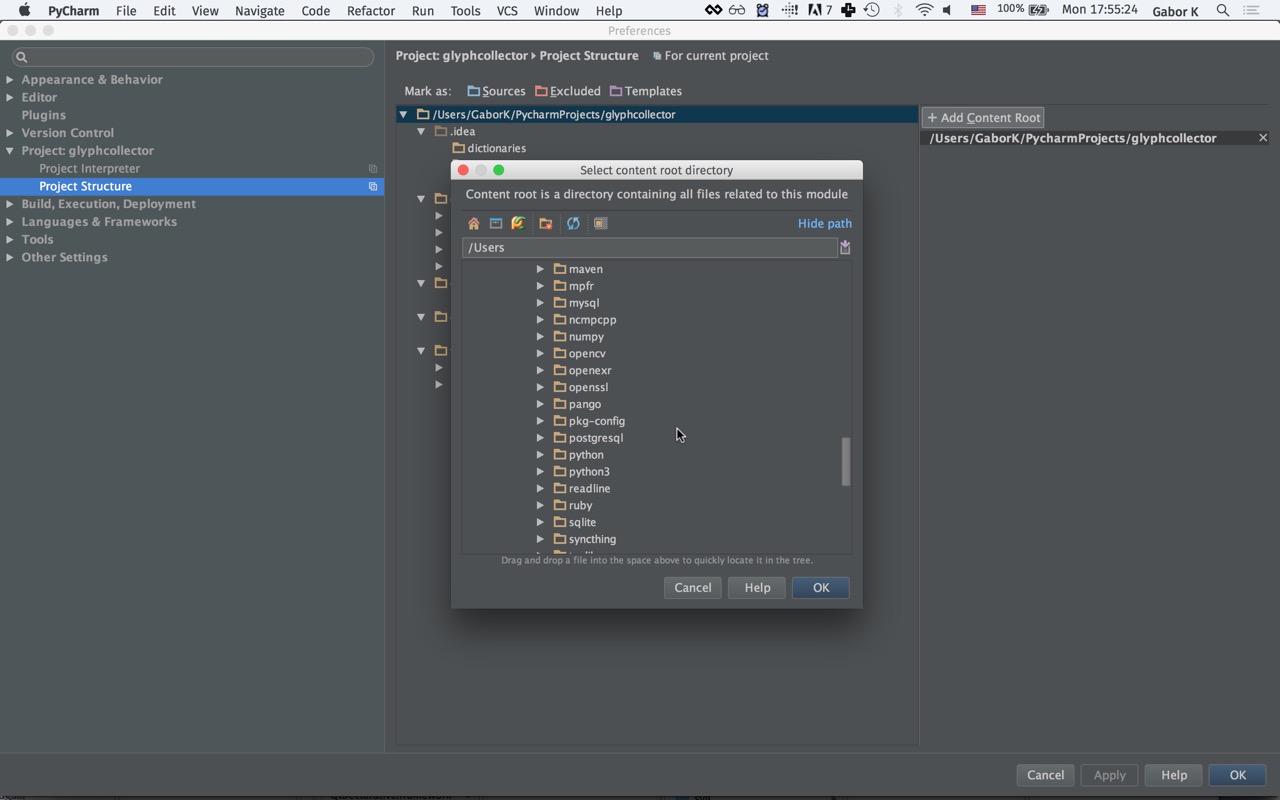 PyCharm File Edit View Navigate Code Refactor Run Tools VCS Window Help 7 100% Mon 17:55:24 Gabor K
Preferences
Appearance & Behavior
Editor
Plugins
Version Control
Project: glyphcollector
Project Interpreter
Project Structure
Build, Execution, Deployment
Languages & Frameworks
Tools
Other Settings
Project: glyphcollector › Project Structure For current project
Mark as: Sources Excluded Templates
/Users/GaborK/PycharmProjects/glyphcollector
.idea
dictionaries
+ Add Content Root
/Users/GaborK/PycharmProjects/glyphcollector
Select content root directory
Content root is a directory containing all files related to this module
Hide path
/Users
maven
mpfr
mysql
ncmpcpp
numpy
opencv
openexr
openssl
pango
pkg-config
postgresql
python
python3
readline
ruby
sqlite
syncthing
Drag and drop a file into the space above to quickly locate it in the tree.
Cancel Help OK
Cancel Apply Help OK